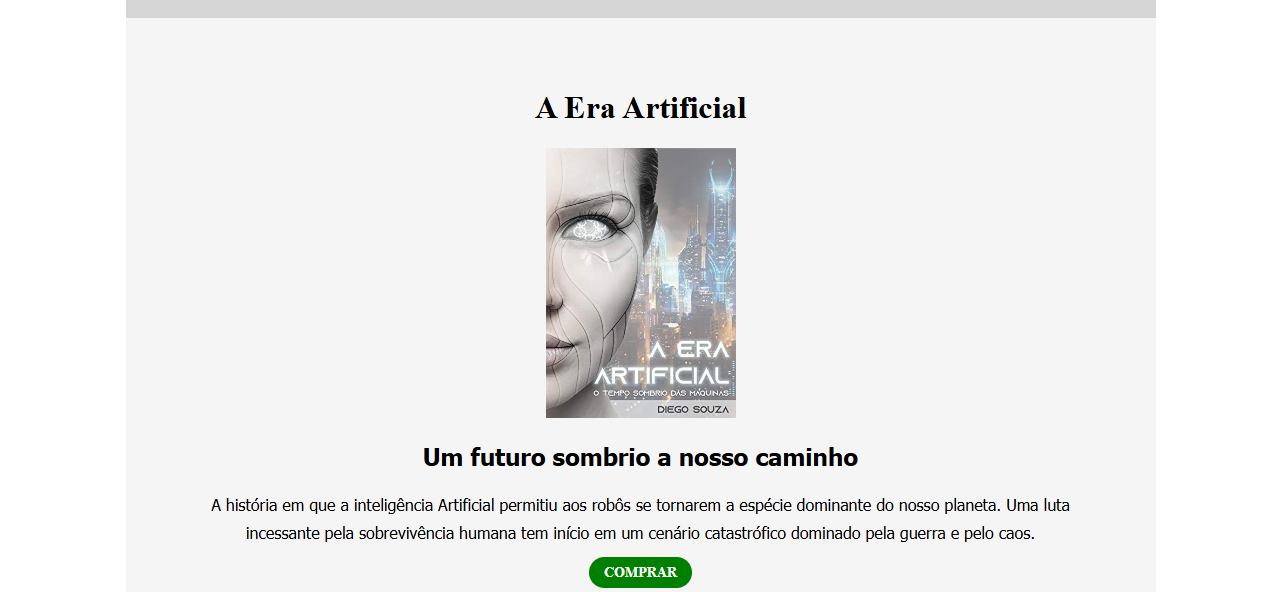 A Era Artificial
A ERA
ARTIFICIAL
O TEMPO SOMBRIO DAS MÁQUINAS
DIEGO SOUZA
Um futuro sombrio a nosso caminho
A história em que a inteligência Artificial permitiu aos robôs se tornarem a espécie dominante do nosso planeta. Uma luta
incessante pela sobrevivência humana tem início em um cenário catastrófico dominado pela guerra e pelo caos.
COMPRAR